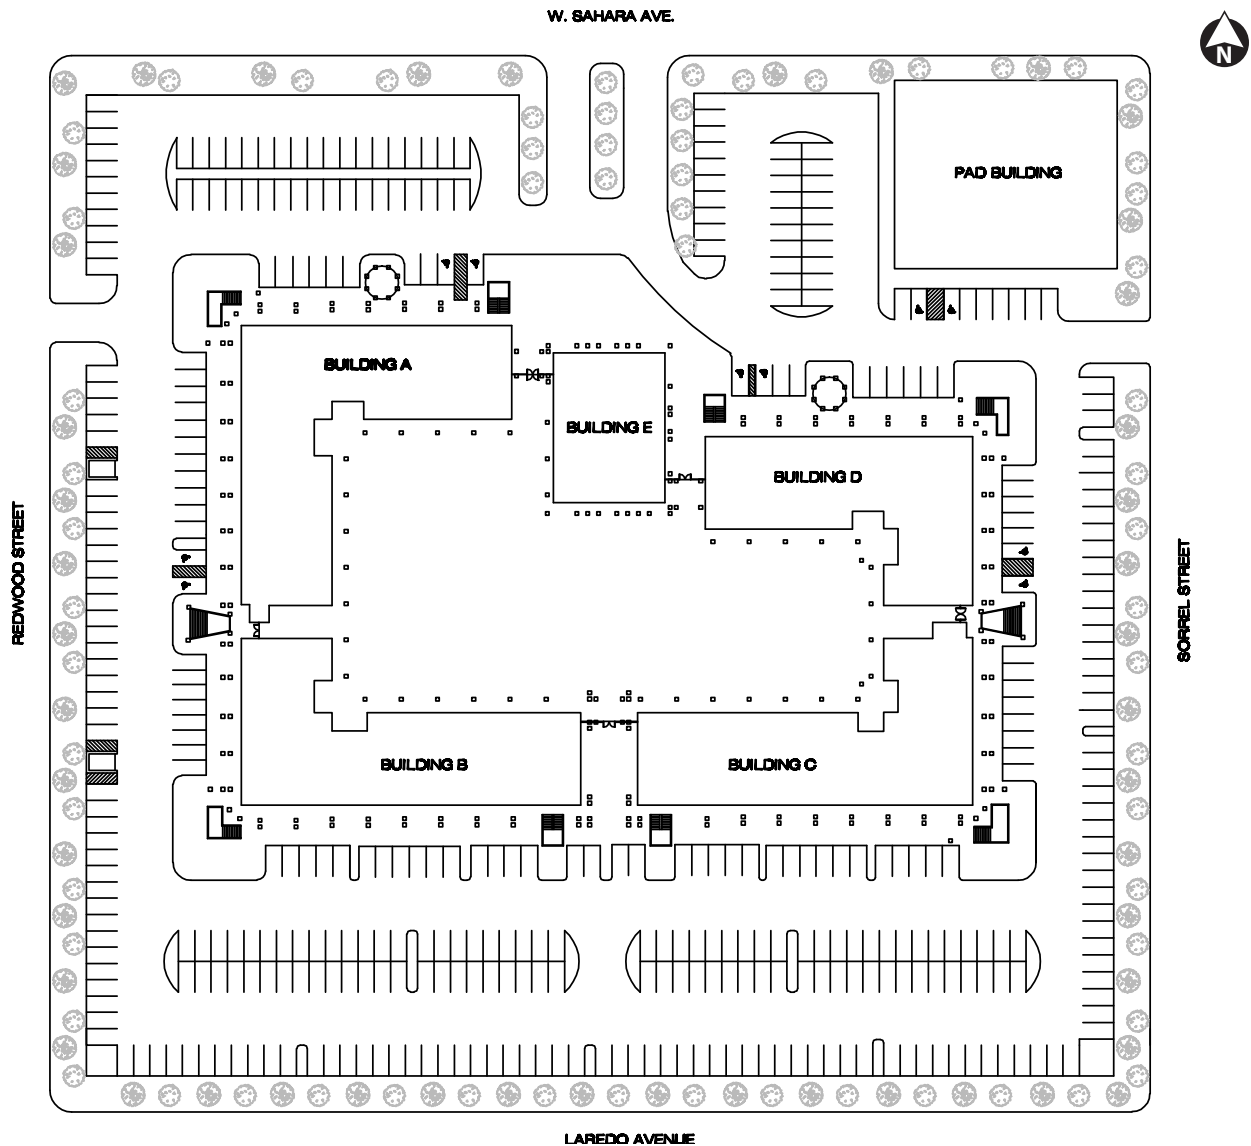 W. SAHARA AVE.
N
PAD BUILDING
BUILDING A
BUILDING E
BUILDING D
REDWOOD STREET
SORREL STREET
BUILDING B
BUILDING C
LAREDO AVENUE